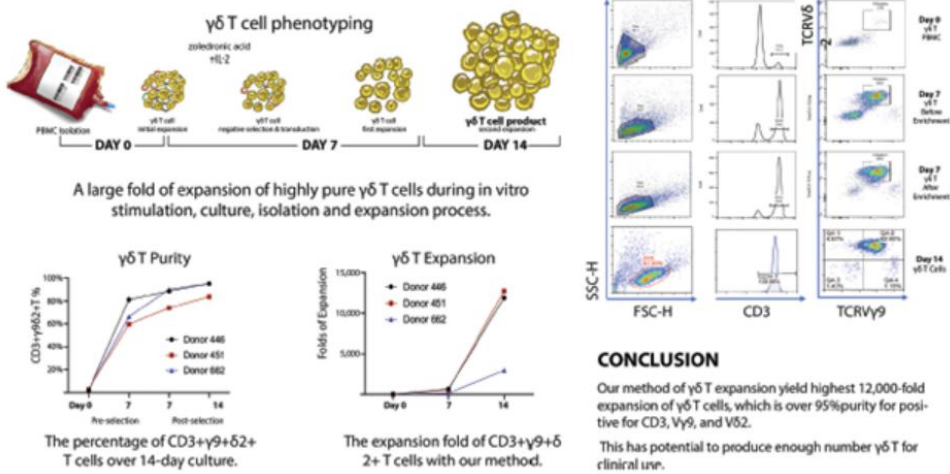 γδ T cell phenotyping
zoledronic acid
+IL-2
PBMC Isolation
γδ T cell
initial expansion
γδ T cell
negative selection & transduction
γδ T cell
first expansion
γδ T cell product
second expansion
DAY 0
DAY 7
DAY 14
A large fold of expansion of highly pure γδ T cells during in vitro
stimulation, culture, isolation and expansion process.
γδ T Purity
CD3+γ9δ2+T %
100%
80%
60%
40%
20%
Donor 446
Donor 451
Donor 662
Day 0
7
7
14
Pre-selection
Post-selection
The percentage of CD3+γ9+δ2+
T cells over 14-day culture.
γδ T Expansion
Folds of Expansion
15,000
10,000
5,000
Donor 446
Donor 451
Donor 662
Day 0
7
14
The expansion fold of CD3+γ9+δ
2+ T cells with our method.
SSC-H
FSC-H
CD3
TCRVδ
2
TCRVγ9
Day 0
γδ T
PBMC
Day 7
γδ T
Before
Enrichment
Day 7
γδ T
After
Enrichment
Day 14
γδ T Cells
CONCLUSION
Our method of γδ T expansion yield highest 12,000-fold
expansion of γδ T cells, which is over 95%purity for posi-
tive for CD3, Vγ9, and Vδ2.
This has potential to produce enough number γδ T for
clinical use.